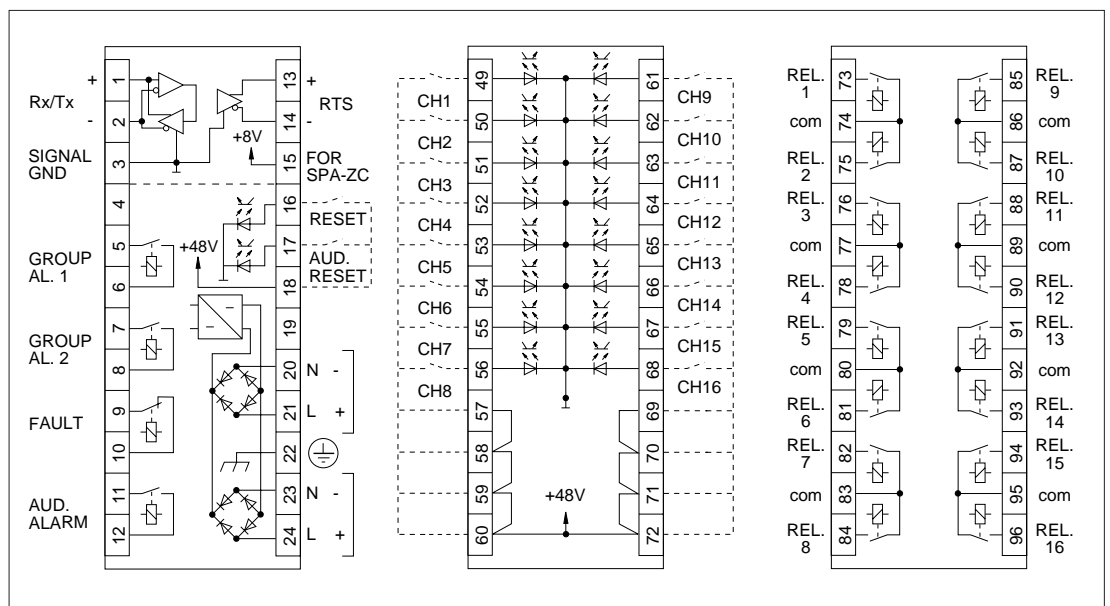 + 1 13 +
Rx/Tx RTS
- 2 14 -
+8V
SIGNAL GND 3 15 FOR SPA-ZC
4 16 RESET
GROUP AL. 1 5 17 AUD. RESET
+48V
6 18
7 19
GROUP AL. 2
8 20 N -
9 21 L +
FAULT
10 22
11 23 N -
AUD. ALARM
12 24 L +
49 61
CH1 CH9
50 62
CH2 CH10
51 63
CH3 CH11
52 64
CH4 CH12
53 65
CH5 CH13
54 66
CH6 CH14
55 67
CH7 CH15
56 68
CH8 CH16
57 69
58 70
59 71
+48V
60 72
REL. 1 73 85 REL. 9
com 74 86 com
REL. 2 75 87 REL. 10
REL. 3 76 88 REL. 11
com 77 89 com
REL. 4 78 90 REL. 12
REL. 5 79 91 REL. 13
com 80 92 com
REL. 6 81 93 REL. 14
REL. 7 82 94 REL. 15
com 83 95 com
REL. 8 84 96 REL. 16